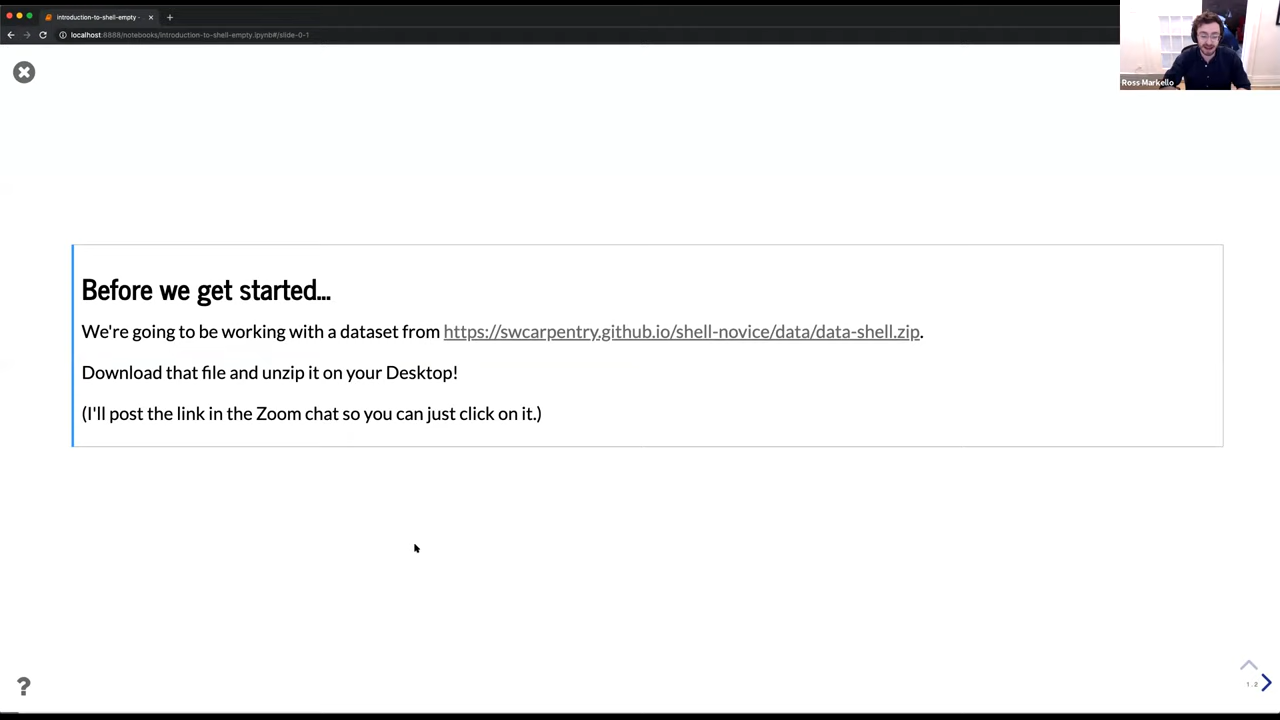 introduction-to-shell-empty -
localhost:8888/notebooks/introduction-to-shell-empty.ipynb#/slide-0-1
Ross Markello
Before we get started...
We're going to be working with a dataset from https://swcarpentry.github.io/shell-novice/data/data-shell.zip.
Download that file and unzip it on your Desktop!
(I'll post the link in the Zoom chat so you can just click on it.)
?
1.2